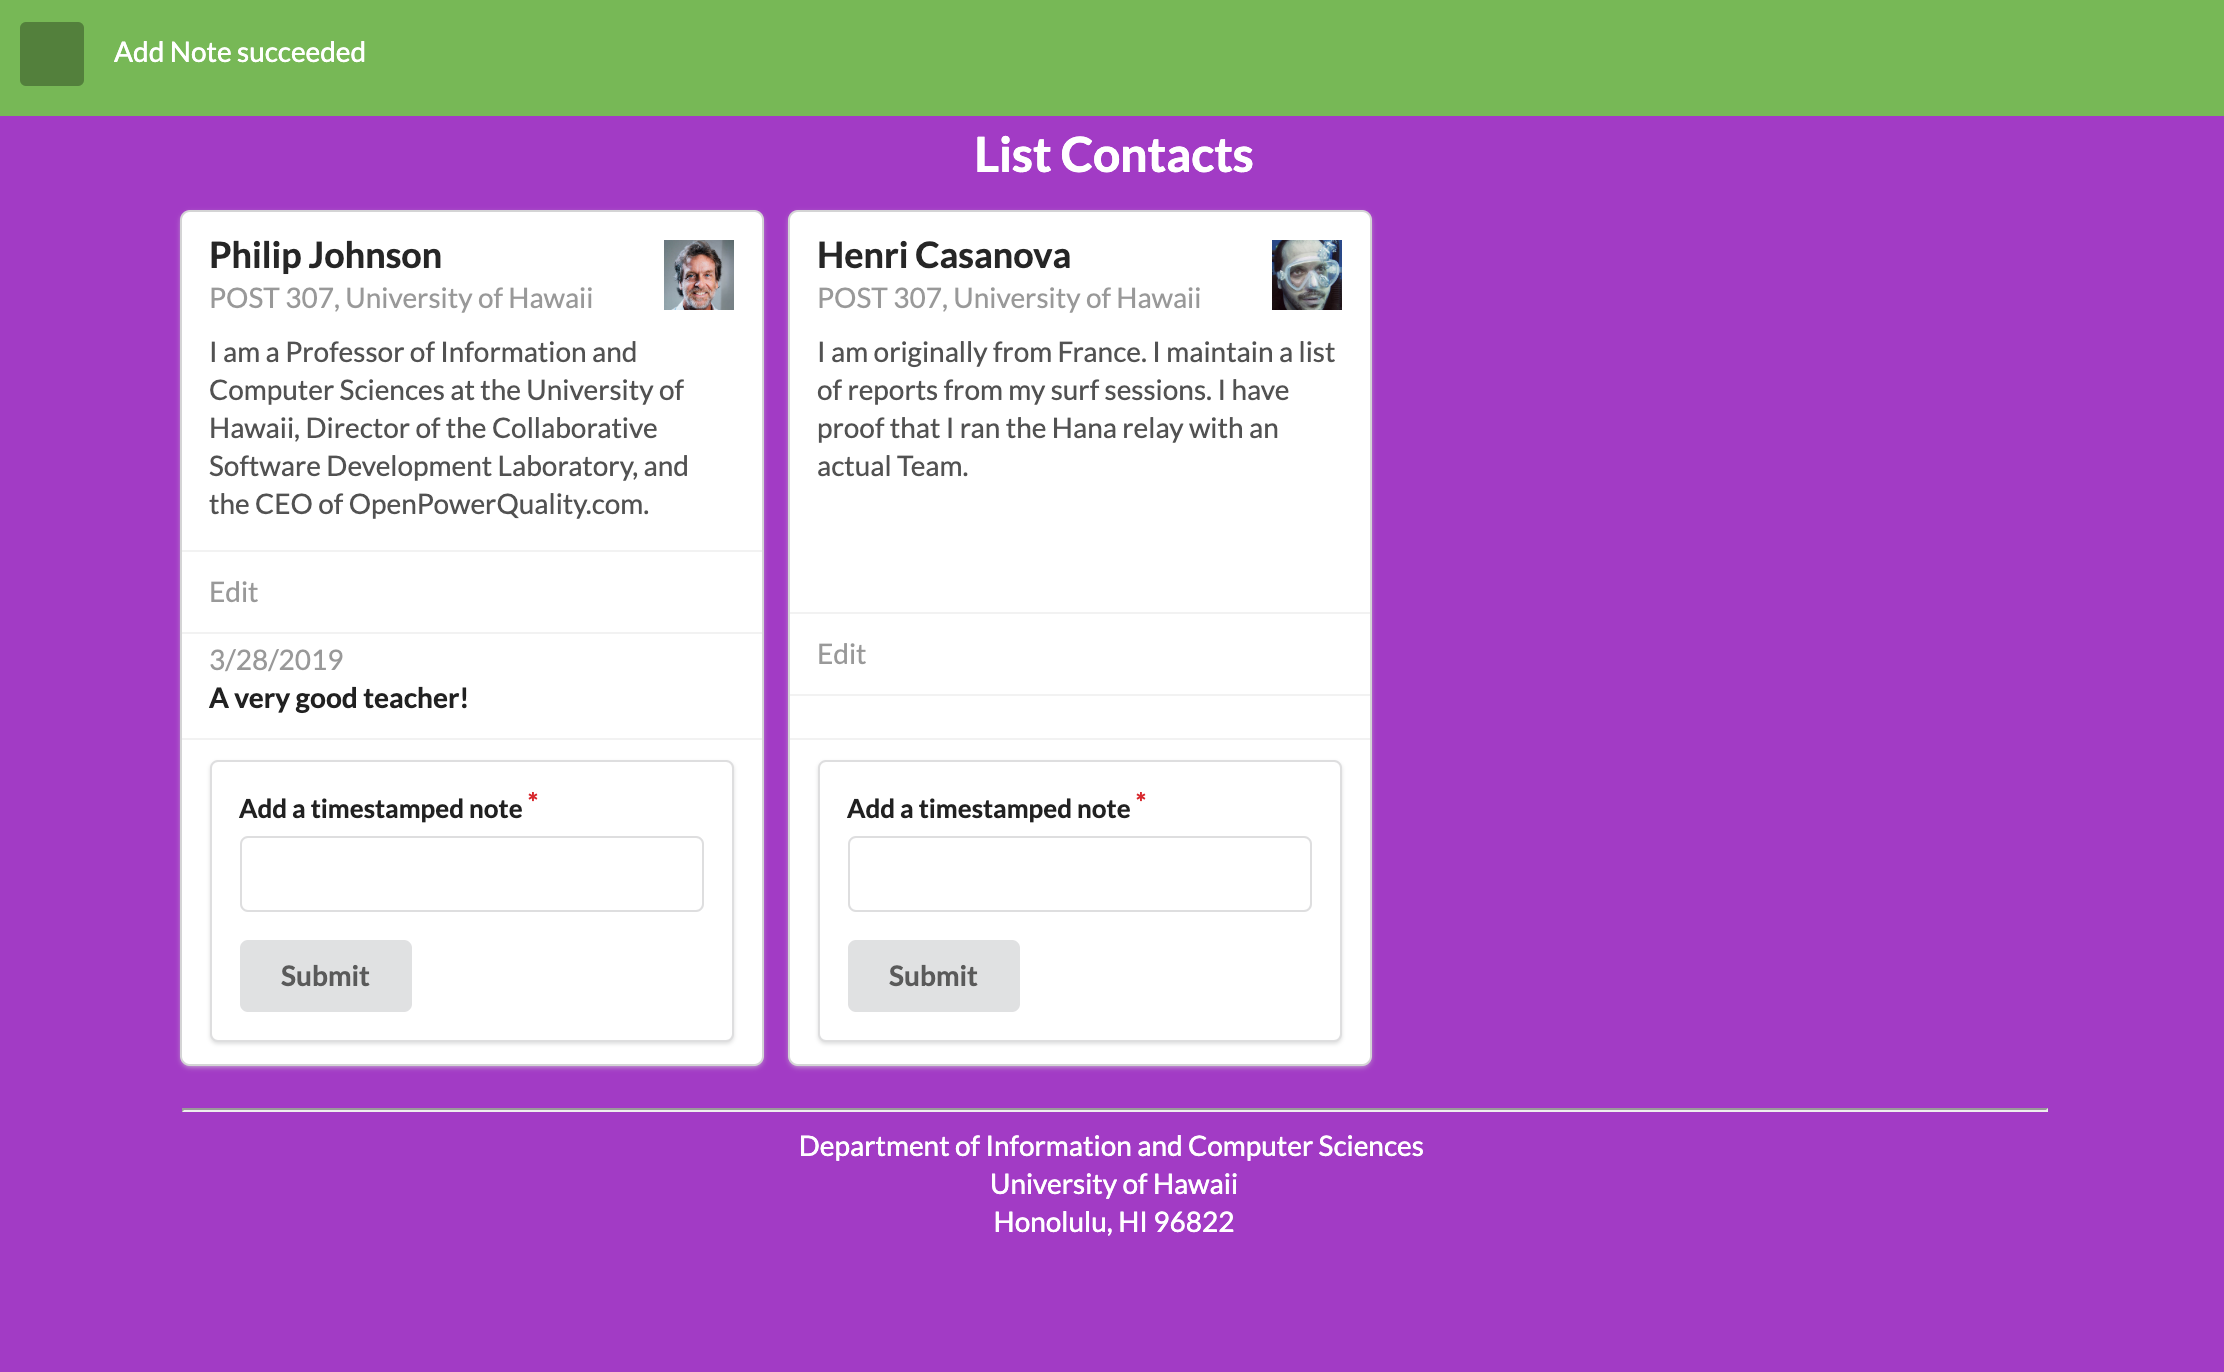 Add Note succeeded
List Contacts
Philip Johnson
POST 307, University of Hawaii
I am a Professor of Information and
Computer Sciences at the University of
Hawaii, Director of the Collaborative
Software Development Laboratory, and
the CEO of OpenPowerQuality.com.
Edit
3/28/2019
A very good teacher!
Add a timestamped note *
Submit
Henri Casanova
POST 307, University of Hawaii
I am originally from France. I maintain a list
of reports from my surf sessions. I have
proof that I ran the Hana relay with an
actual Team.
Edit
Add a timestamped note *
Submit
Department of Information and Computer Sciences
University of Hawaii
Honolulu, HI 96822